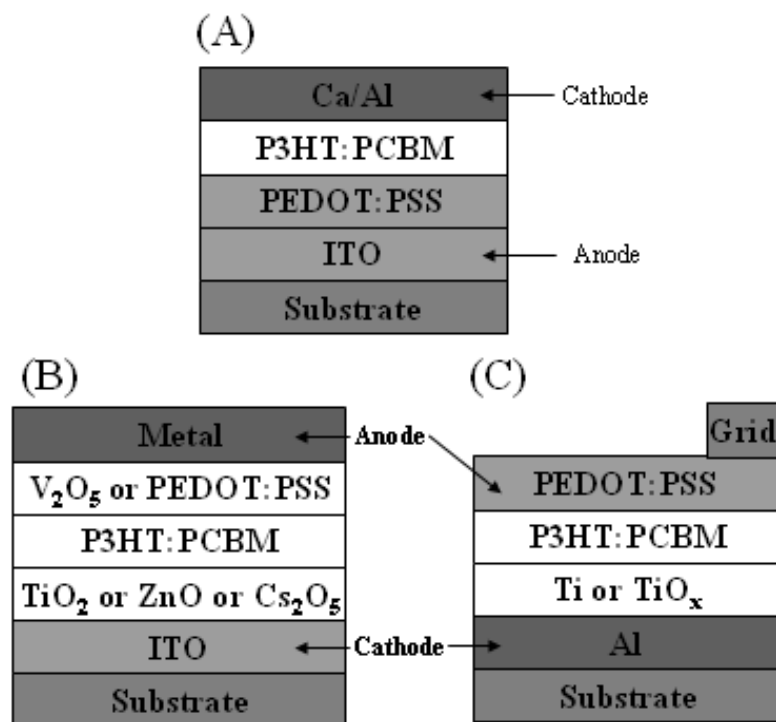 (A)
Ca/Al
Cathode
P3HT:PCBM
PEDOT:PSS
ITO
Anode
Substrate
(B)
Metal
V₂O₅ or PEDOT:PSS
P3HT:PCBM
TiO₂ or ZnO or Cs₂O₅
ITO
Substrate
Anode
Cathode
(C)
Grid
PEDOT:PSS
P3HT:PCBM
Ti or TiOₓ
Al
Substrate